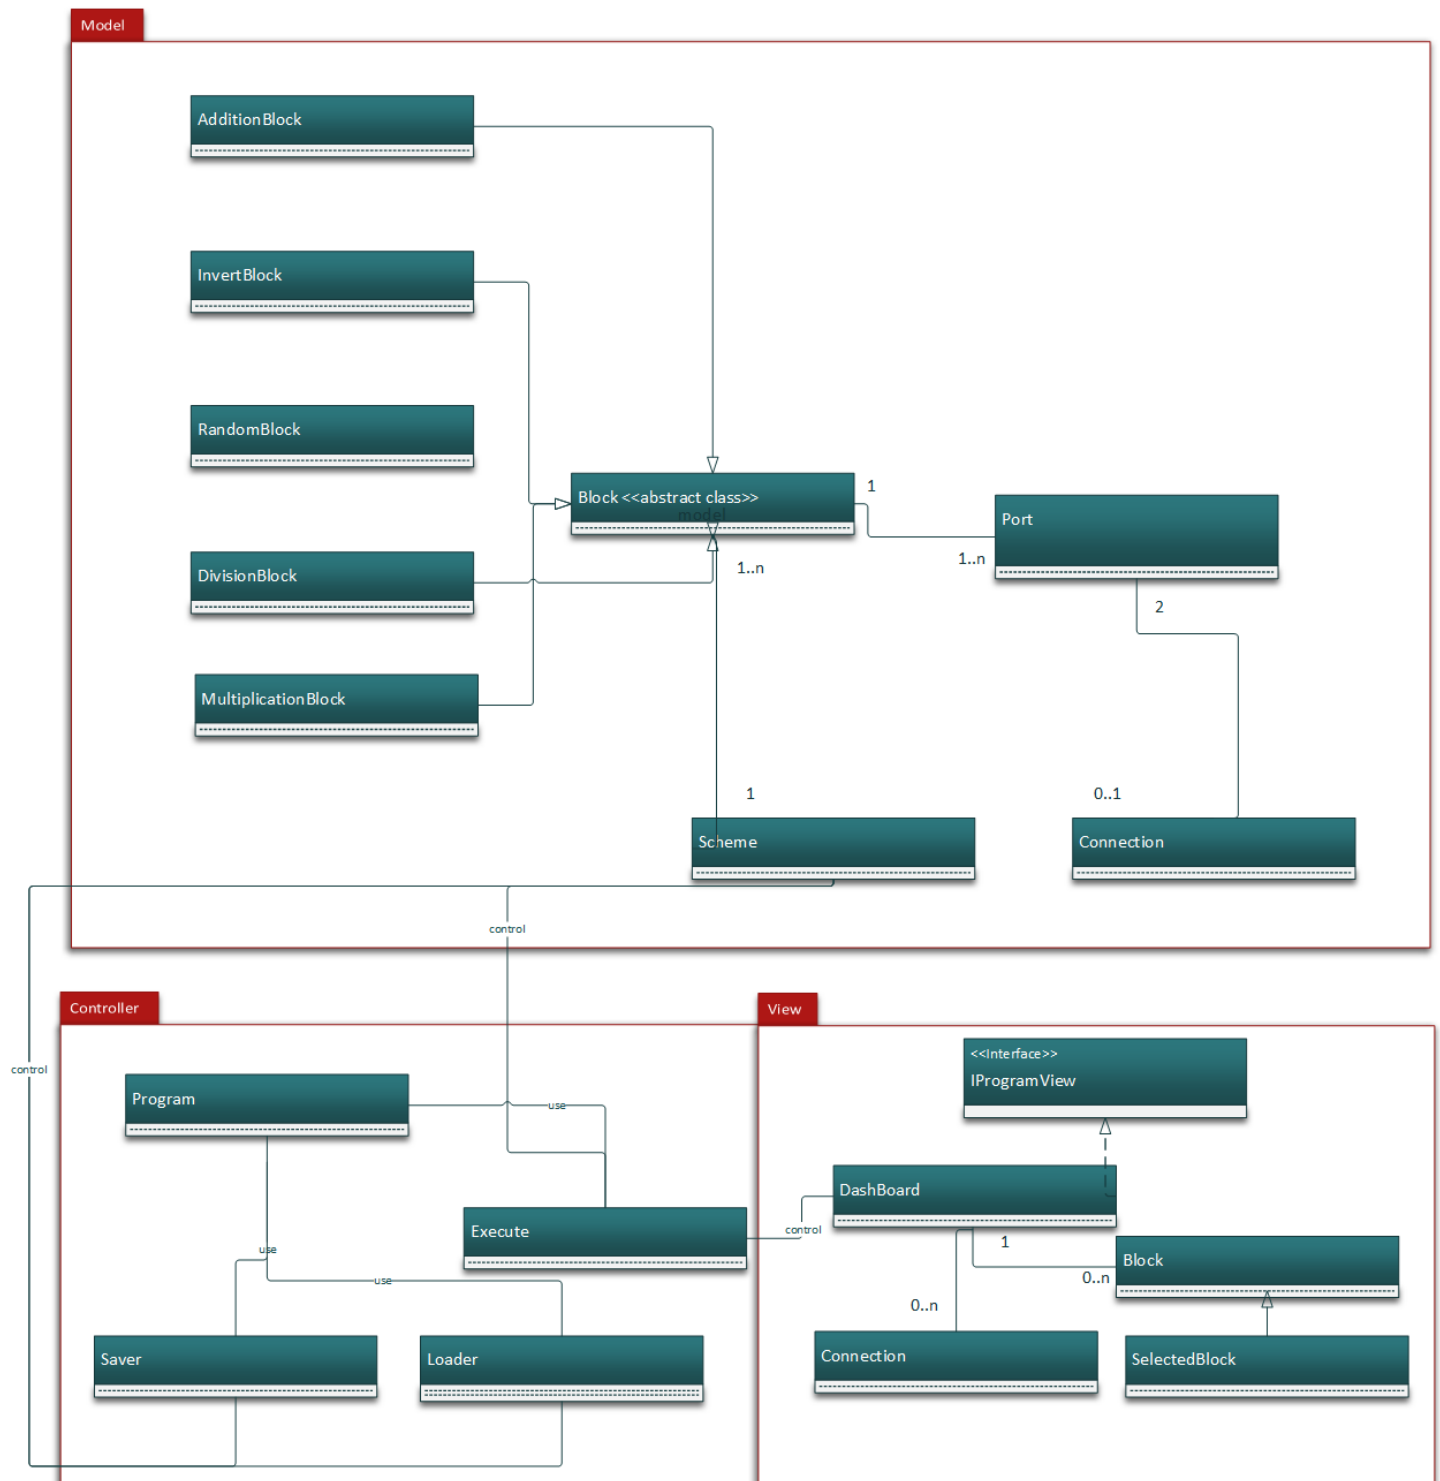 Model
AdditionBlock
InvertBlock
RandomBlock
Block <<abstract class>>
model
1
Port
1..n
1..n
DivisionBlock
2
MultiplicationBlock
1
0..1
Scheme
Connection
control
Controller
View
control
<<Interface>>
IProgramView
Program
use
DashBoard
Execute
control
1
use
Block
0..n
use
0..n
Saver
Loader
Connection
SelectedBlock